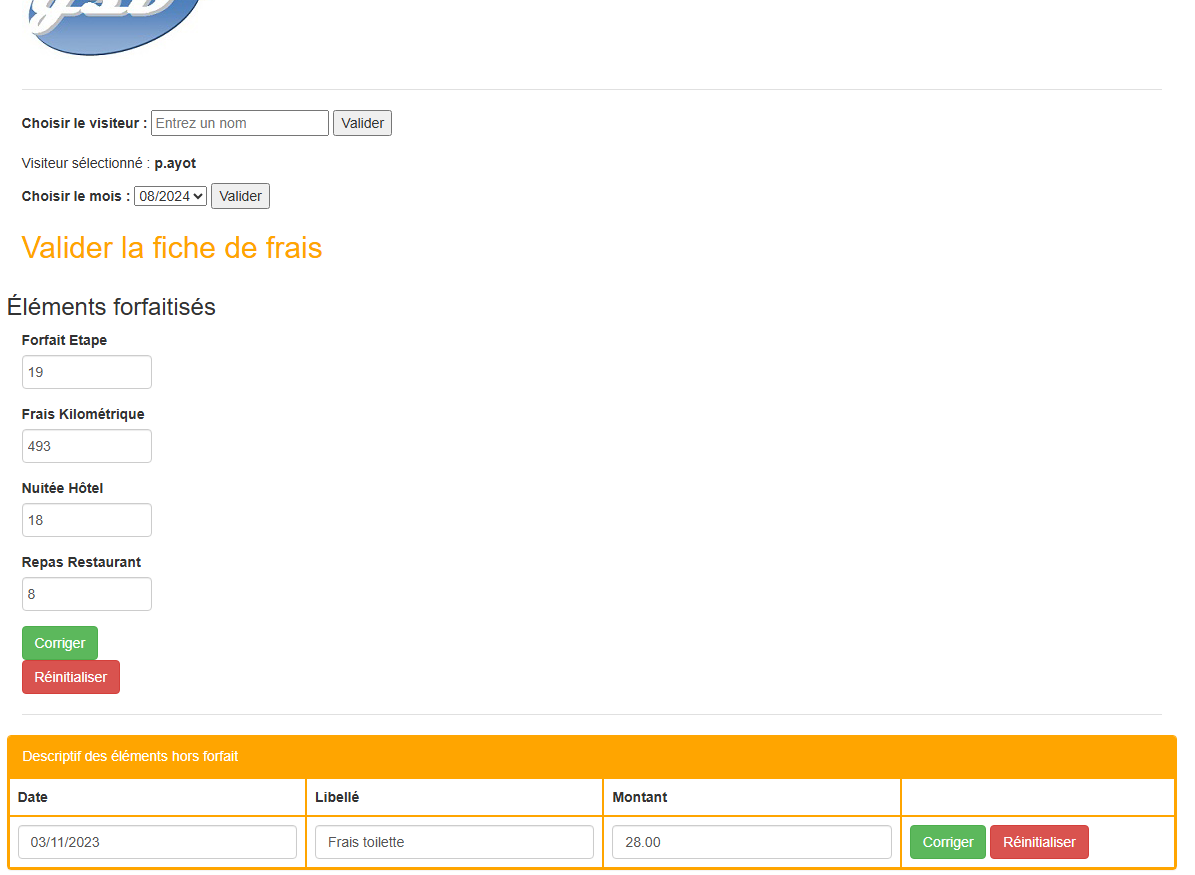 Choisir le visiteur : Entrez un nom Valider
Visiteur sélectionné : p.ayot
Choisir le mois : 08/2024 Valider
Valider la fiche de frais
Éléments forfaitisés
Forfait Etape
19
Frais Kilométrique
493
Nuitée Hôtel
18
Repas Restaurant
8
Corriger
Réinitialiser
Descriptif des éléments hors forfait
Date Libellé Montant
03/11/2023 Frais toilette 28.00 Corriger Réinitialiser